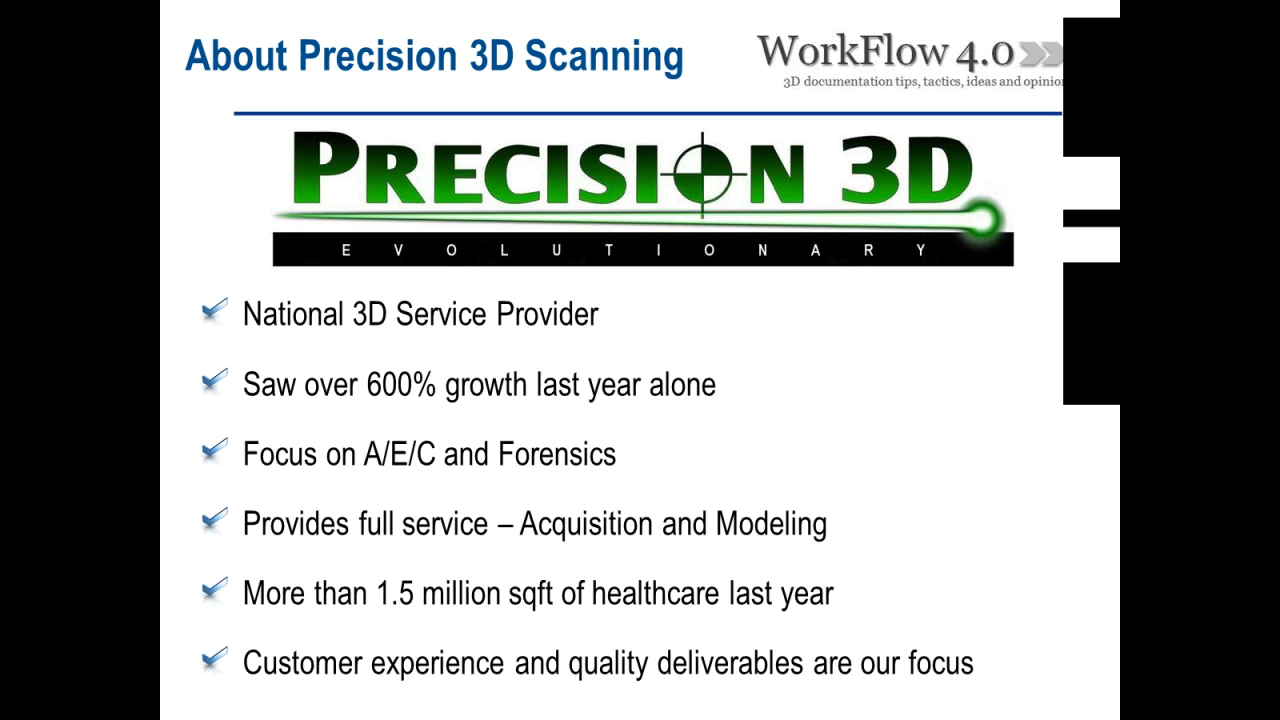 About Precision 3D Scanning
WorkFlow 4.0
3D documentation tips, tactics, ideas and opinion
PRECISION 3D
EVOLUTIONARY
National 3D Service Provider
Saw over 600% growth last year alone
Focus on A/E/C and Forensics
Provides full service – Acquisition and Modeling
More than 1.5 million sqft of healthcare last year
Customer experience and quality deliverables are our focus